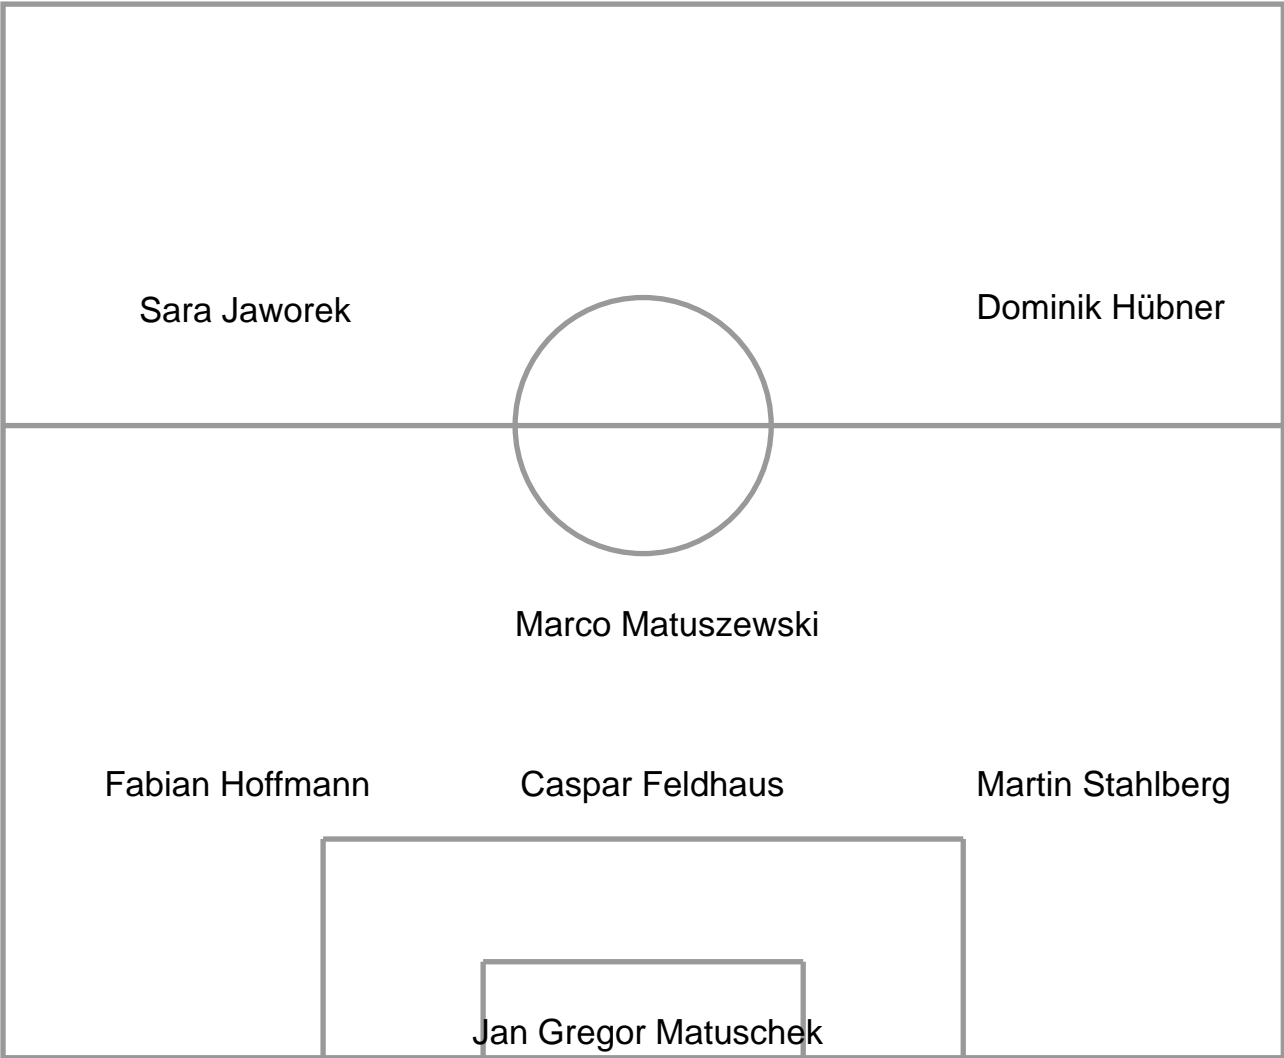 Sara Jaworek
Dominik Hübner
Marco Matuszewski
Fabian Hoffmann
Caspar Feldhaus
Martin Stahlberg
Jan Gregor Matuschek